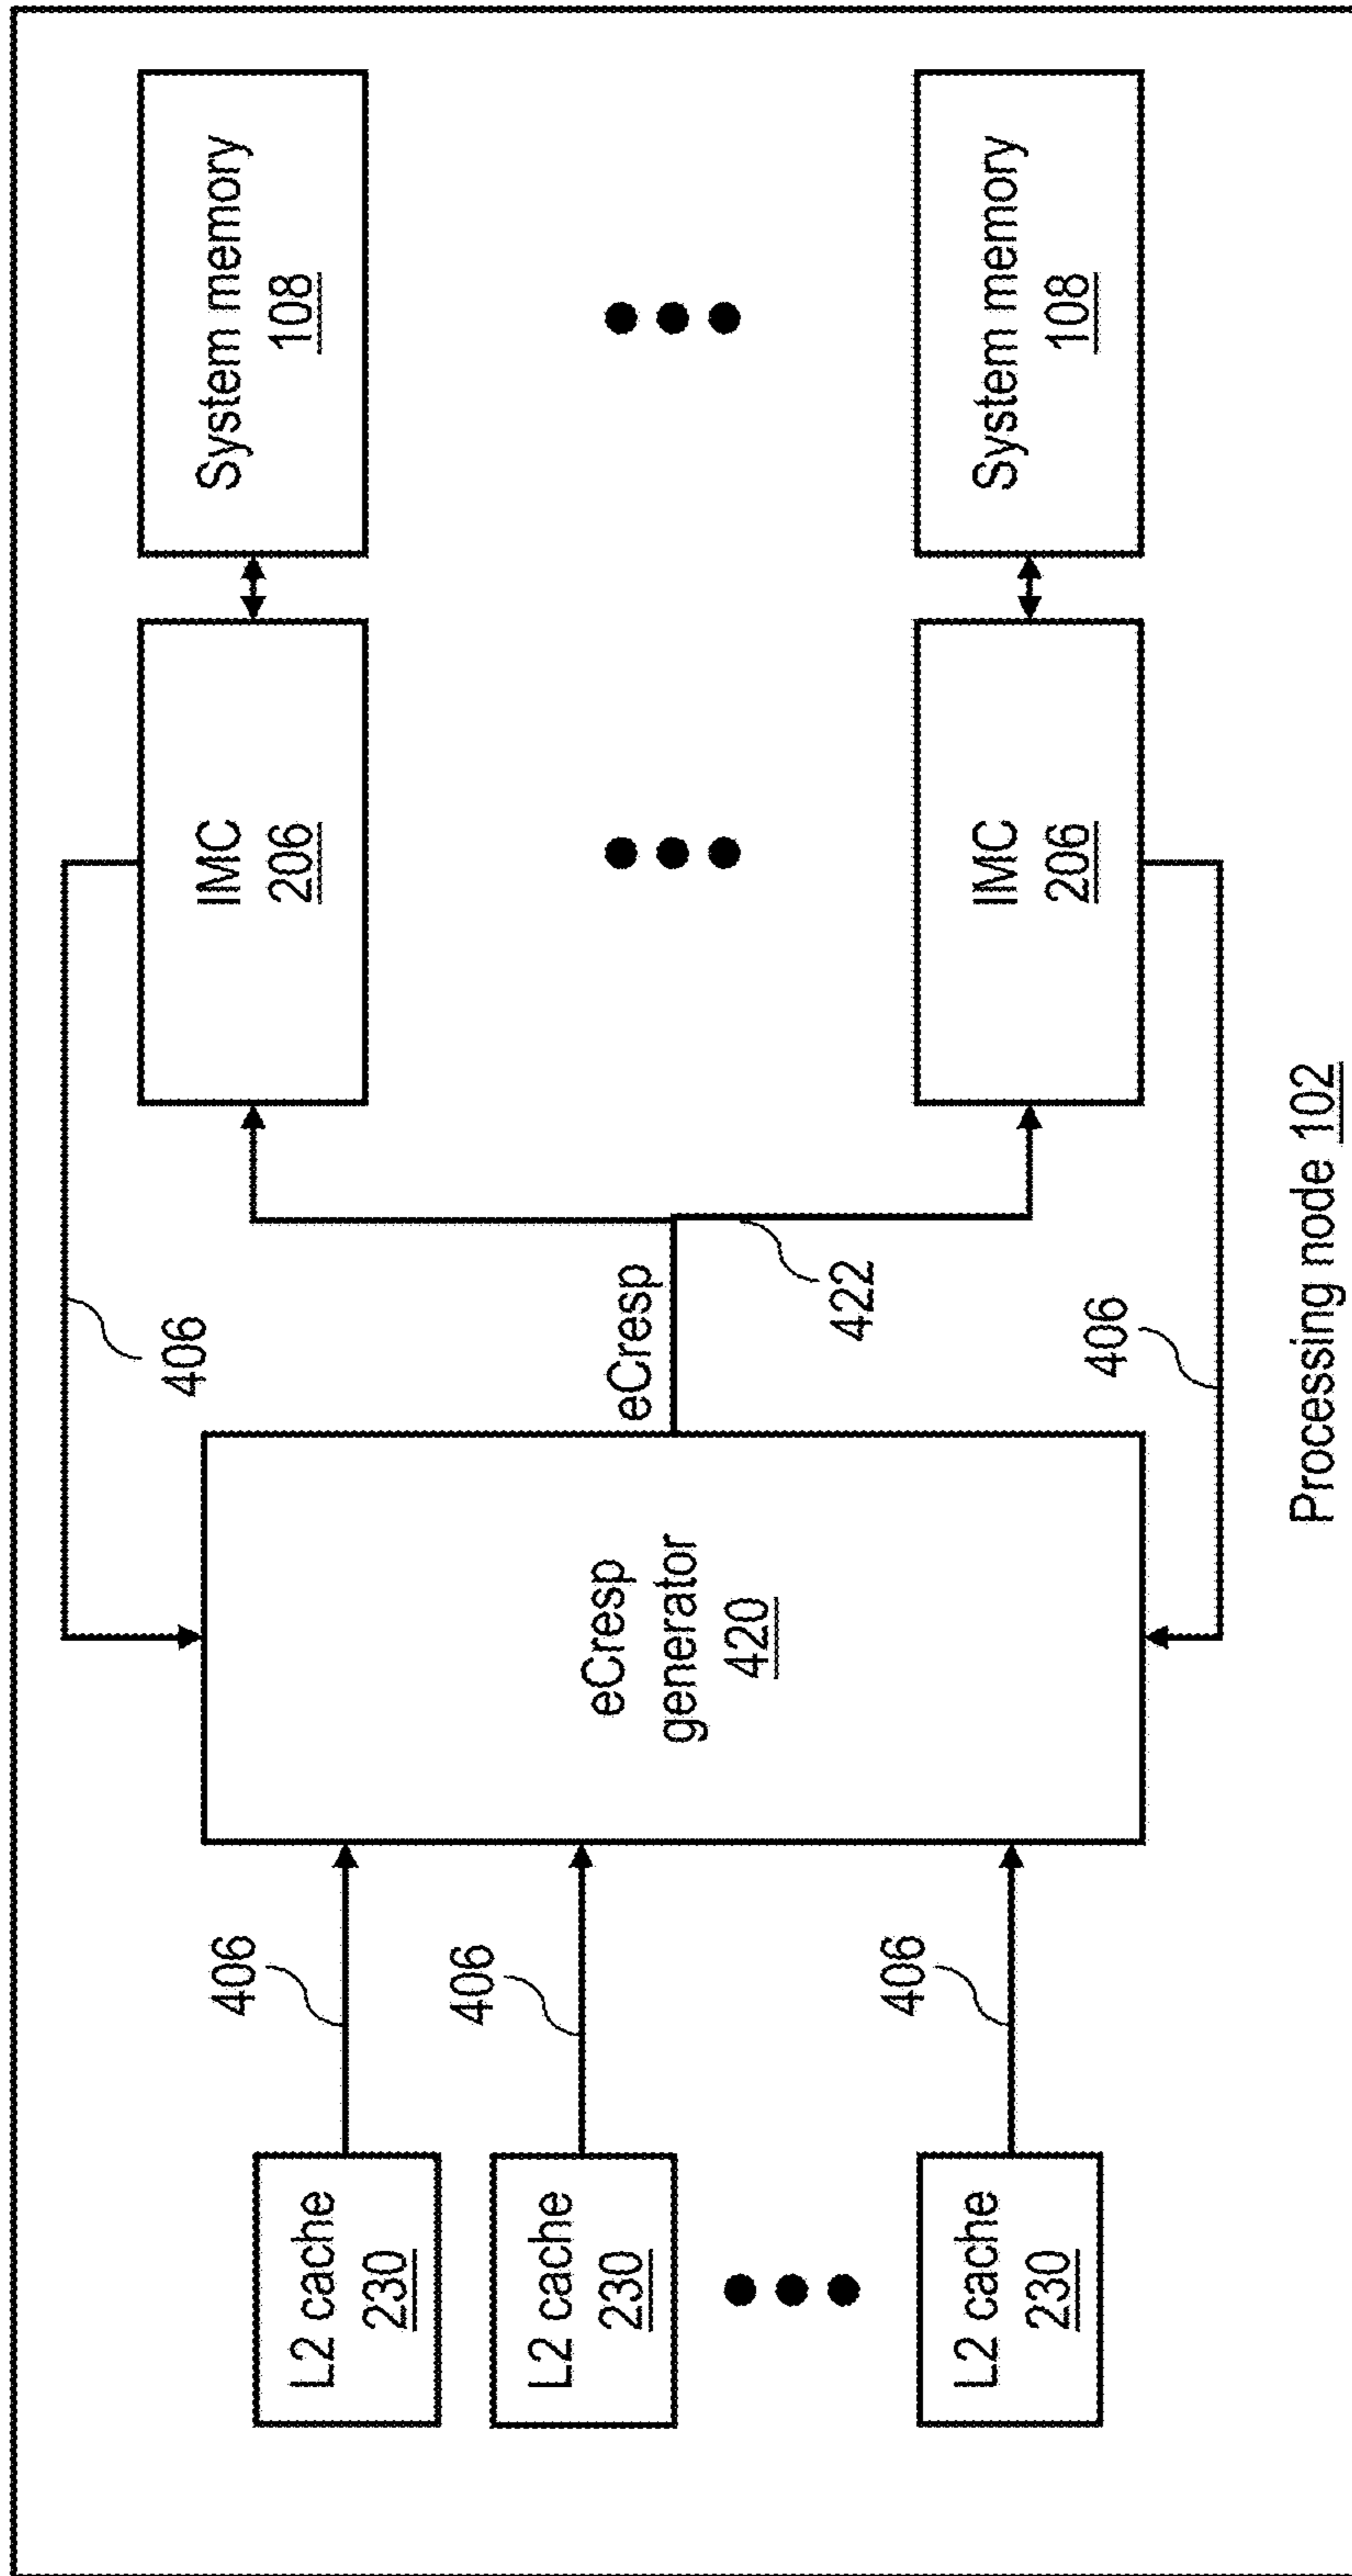 406
L2 cache
230
406
L2 cache
230
406
L2 cache
230
406
eCresp
generator
420
eCresp
422
406
IMC
206
IMC
206
System memory
108
System memory
108
Processing node 102